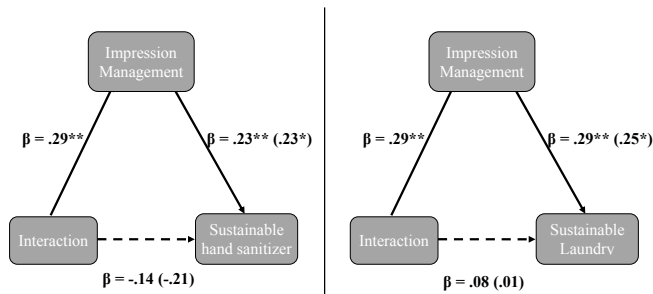 Impression
Management
β = .29**
β = .23** (.23*)
Interaction
Sustainable
hand sanitizer
β = -.14 (-.21)
Impression
Management
β = .29**
β = .29** (.25*)
Interaction
Sustainable
Laundry
β = .08 (.01)